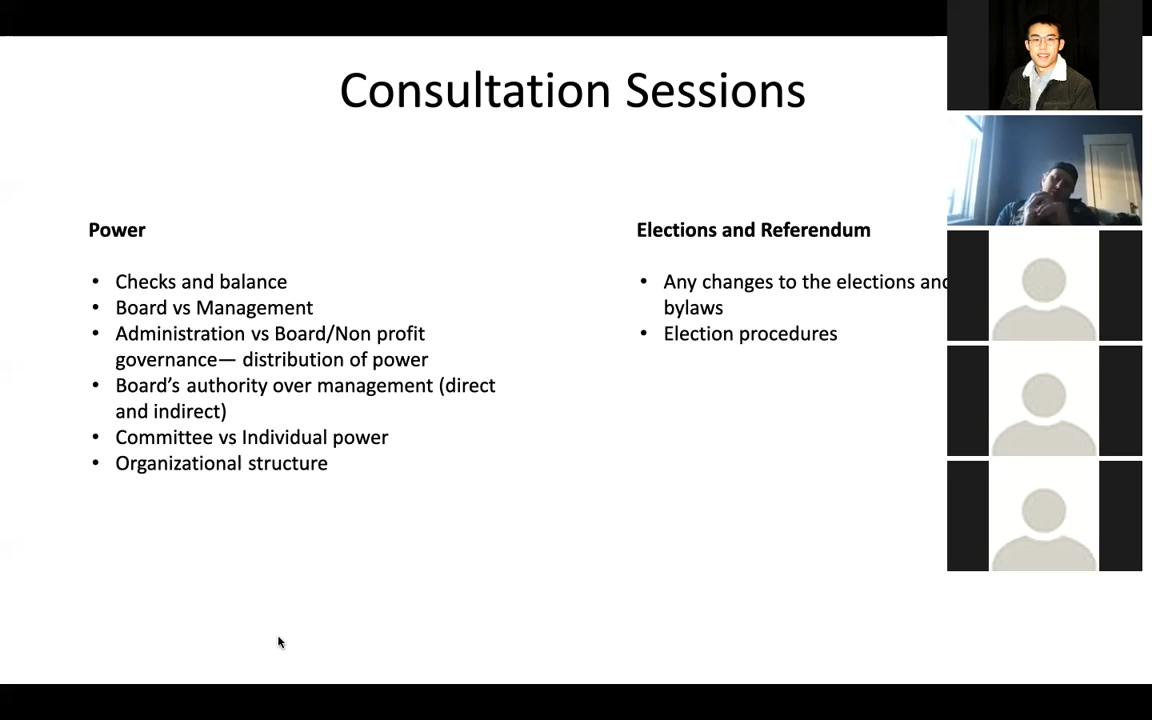 Consultation Sessions
Power
• Checks and balance
• Board vs Management
• Administration vs Board/Non profit
governance— distribution of power
• Board’s authority over management (direct
and indirect)
• Committee vs Individual power
• Organizational structure
Elections and Referendum
• Any changes to the elections and
bylaws
• Election procedures